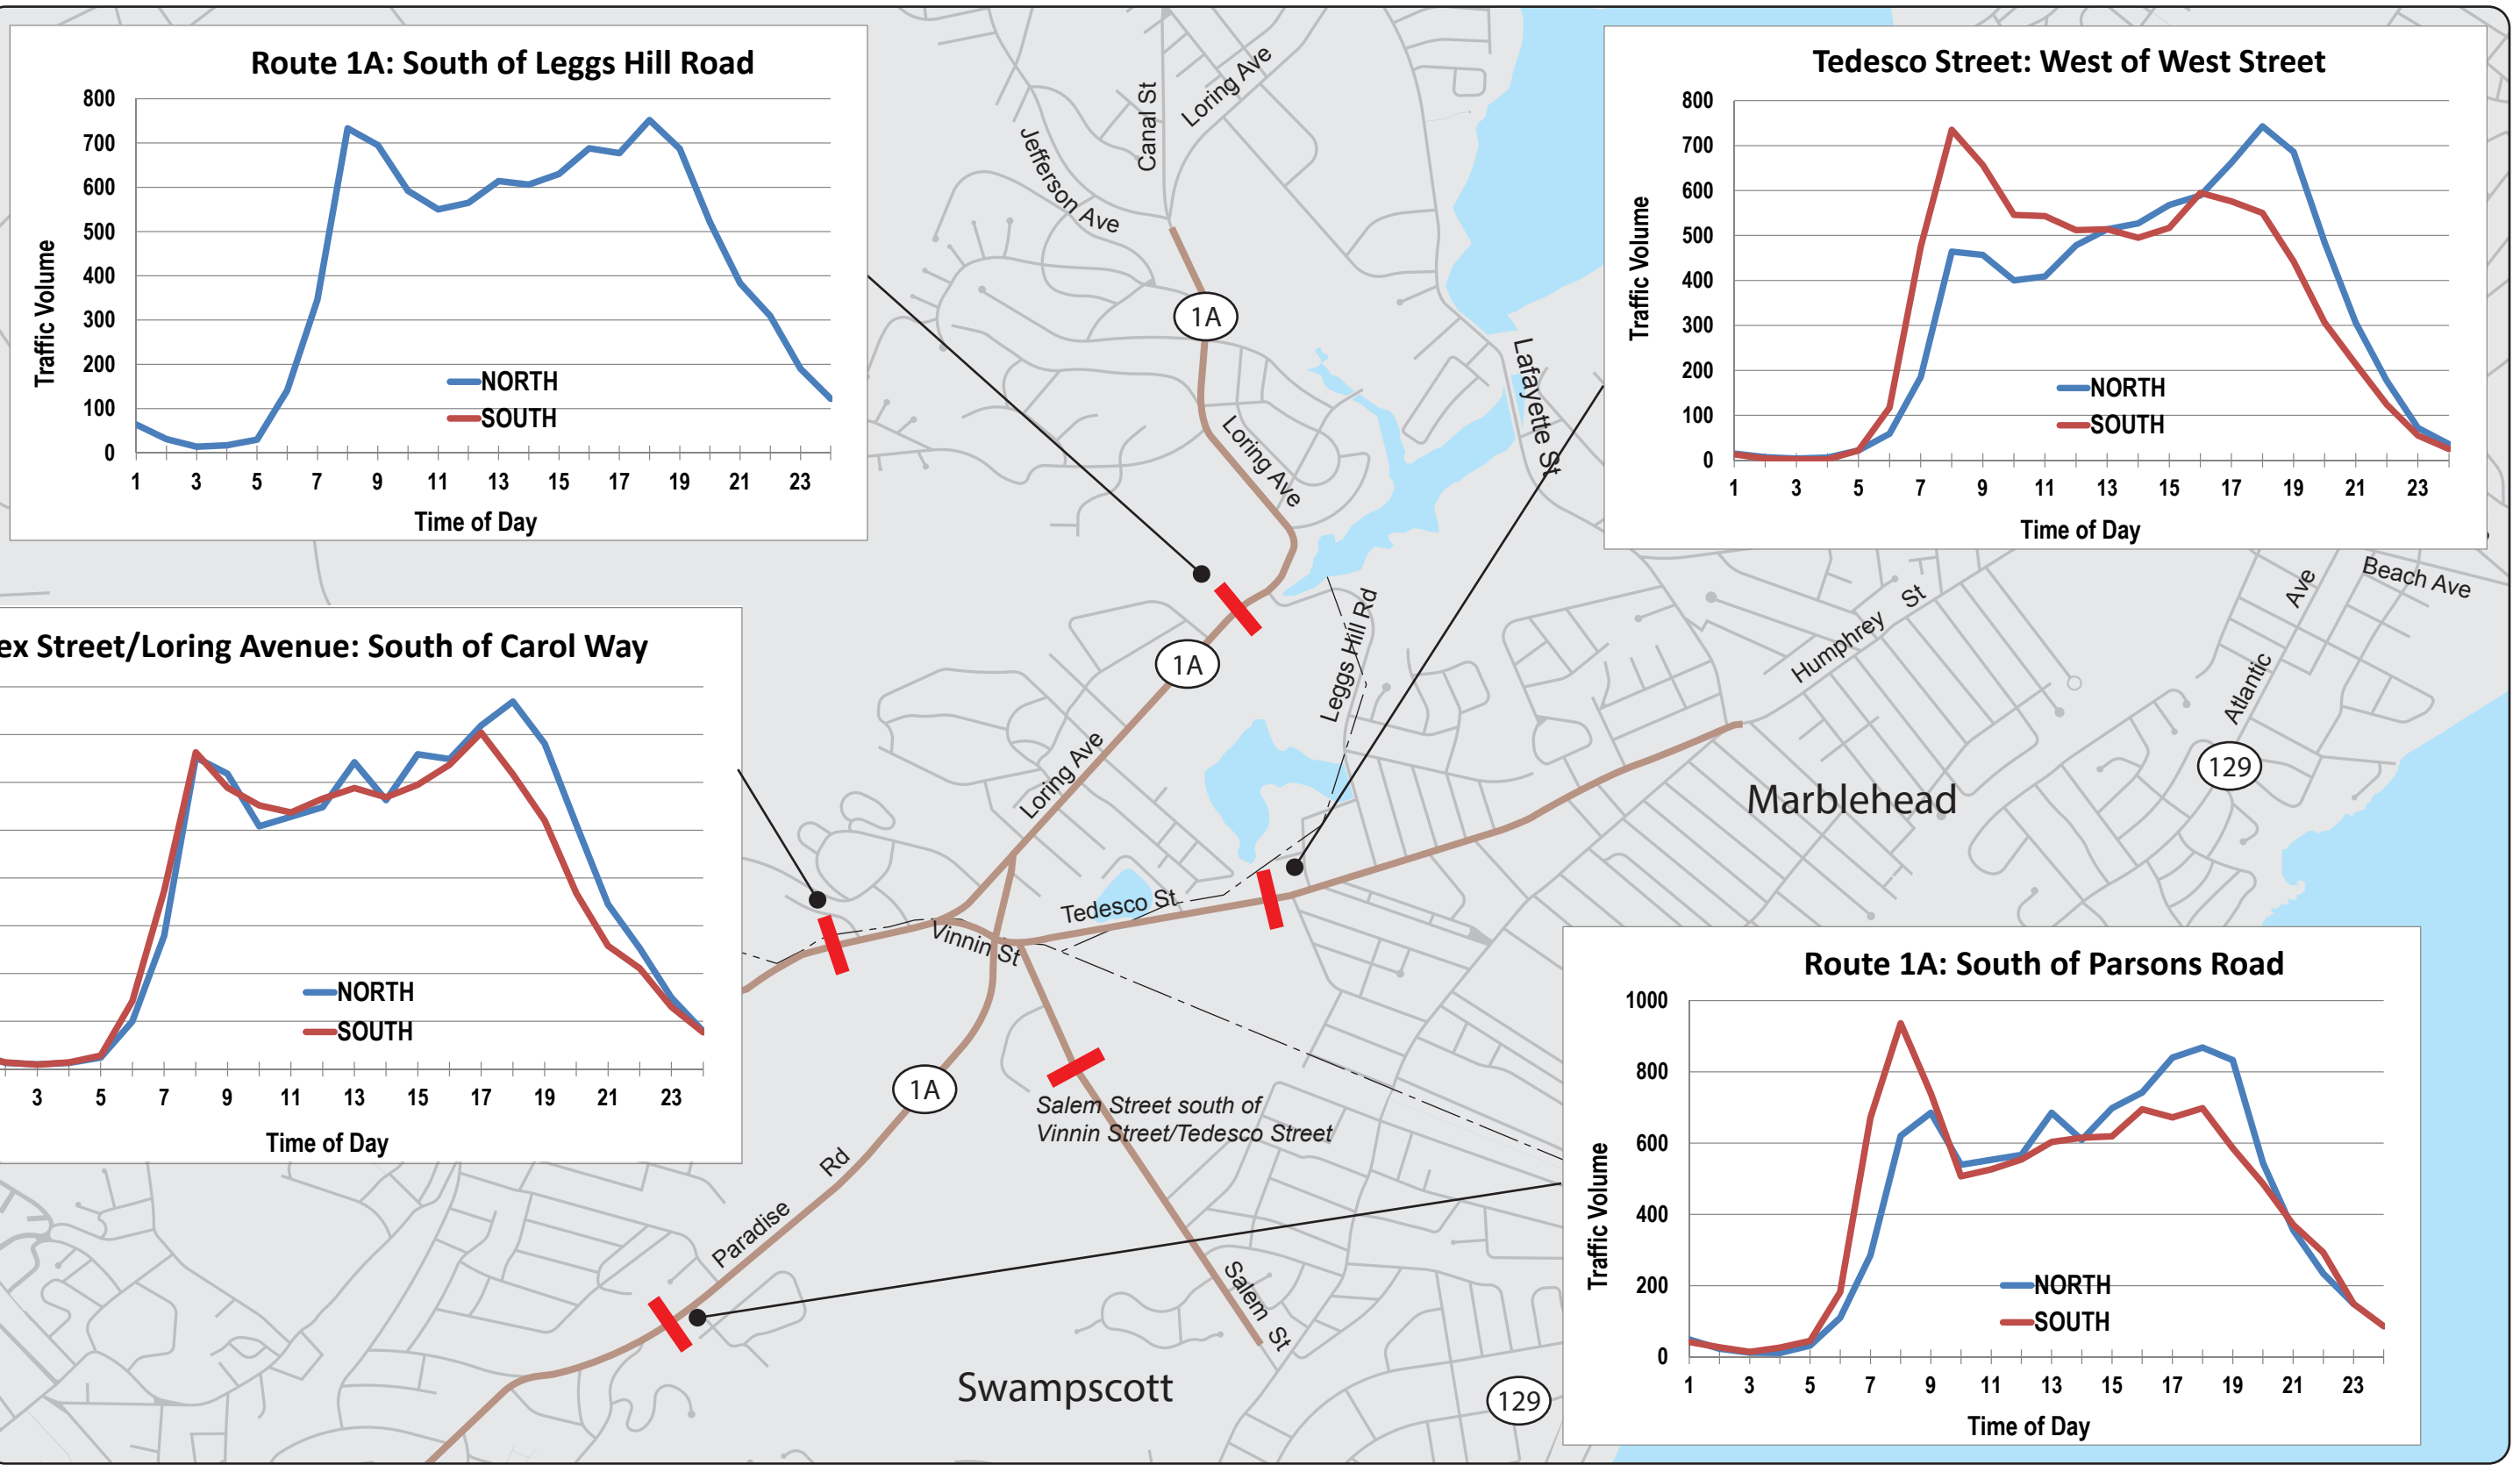 Route 1A: South of Leggs Hill Road
800
700
600
500
400
300
200
100
0
Traffic Volume
NORTH
SOUTH
1
3
5
7
9
11
13
15
17
19
21
23
Time of Day
Tedesco Street: West of West Street
800
700
600
500
400
300
200
100
0
Traffic Volume
NORTH
SOUTH
1
3
5
7
9
11
13
15
17
19
21
23
Time of Day
Canal St
Loring Ave
Jefferson Ave
1A
Lafayette St
Loring Ave
Leggs Hill Rd
1A
Loring Ave
Humphrey St
Beach Ave
Atlantic Ave
129
Marblehead
ex Street/Loring Avenue: South of Carol Way
NORTH
SOUTH
3
5
7
9
11
13
15
17
19
21
23
Time of Day
Tedesco St
Vinnin St
1A
Salem Street south of
Vinnin Street/Tedesco Street
Paradise Rd
Salem St
Swampscott
129
Route 1A: South of Parsons Road
1000
800
600
400
200
0
Traffic Volume
NORTH
SOUTH
1
3
5
7
9
11
13
15
17
19
21
23
Time of Day